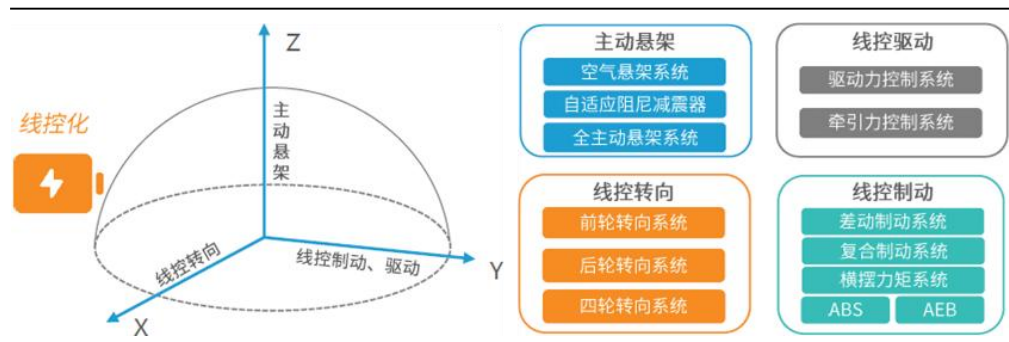 线控化
Z
主动悬架
线控转向
线控制动、驱动
X
Y
主动悬架
空气悬架系统
自适应阻尼减震器
全主动悬架系统
线控驱动
驱动力控制系统
牵引力控制系统
线控转向
前轮转向系统
后轮转向系统
四轮转向系统
线控制动
差动制动系统
复合制动系统
横摆力矩系统
ABS AEB